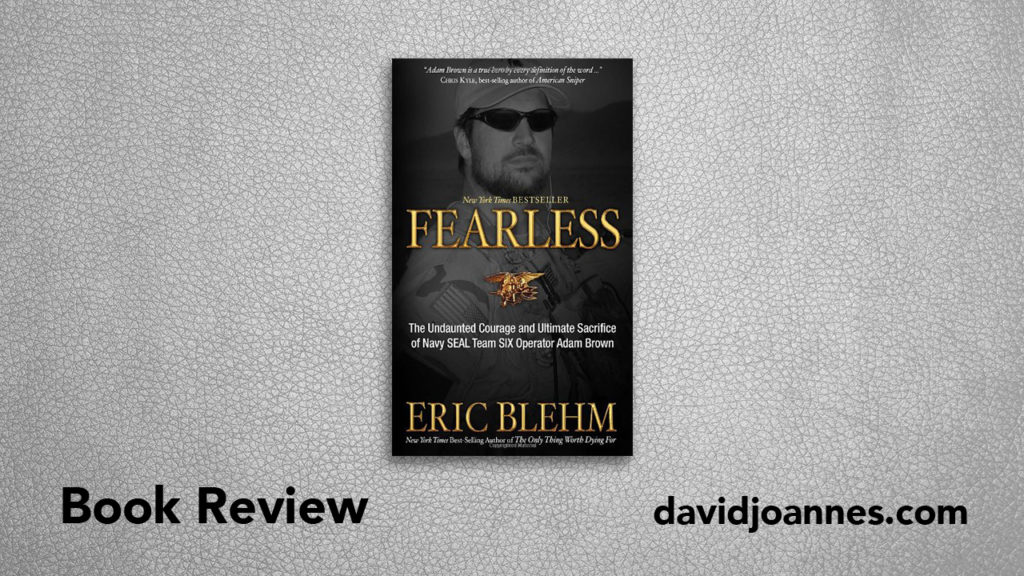 "Adam Brown is a true hero by every definition of the word..."
CHRIS KYLE, best-selling author of American Sniper
New York Times BESTSELLER
FEARLESS
The Undaunted Courage and Ultimate Sacrifice
of Navy SEAL Team SIX Operator Adam Brown
ERIC BLEHM
New York Times Best-Selling Author of The Only Thing Worth Dying For
Copyrighted Material
Book Review
davidjoannes.com